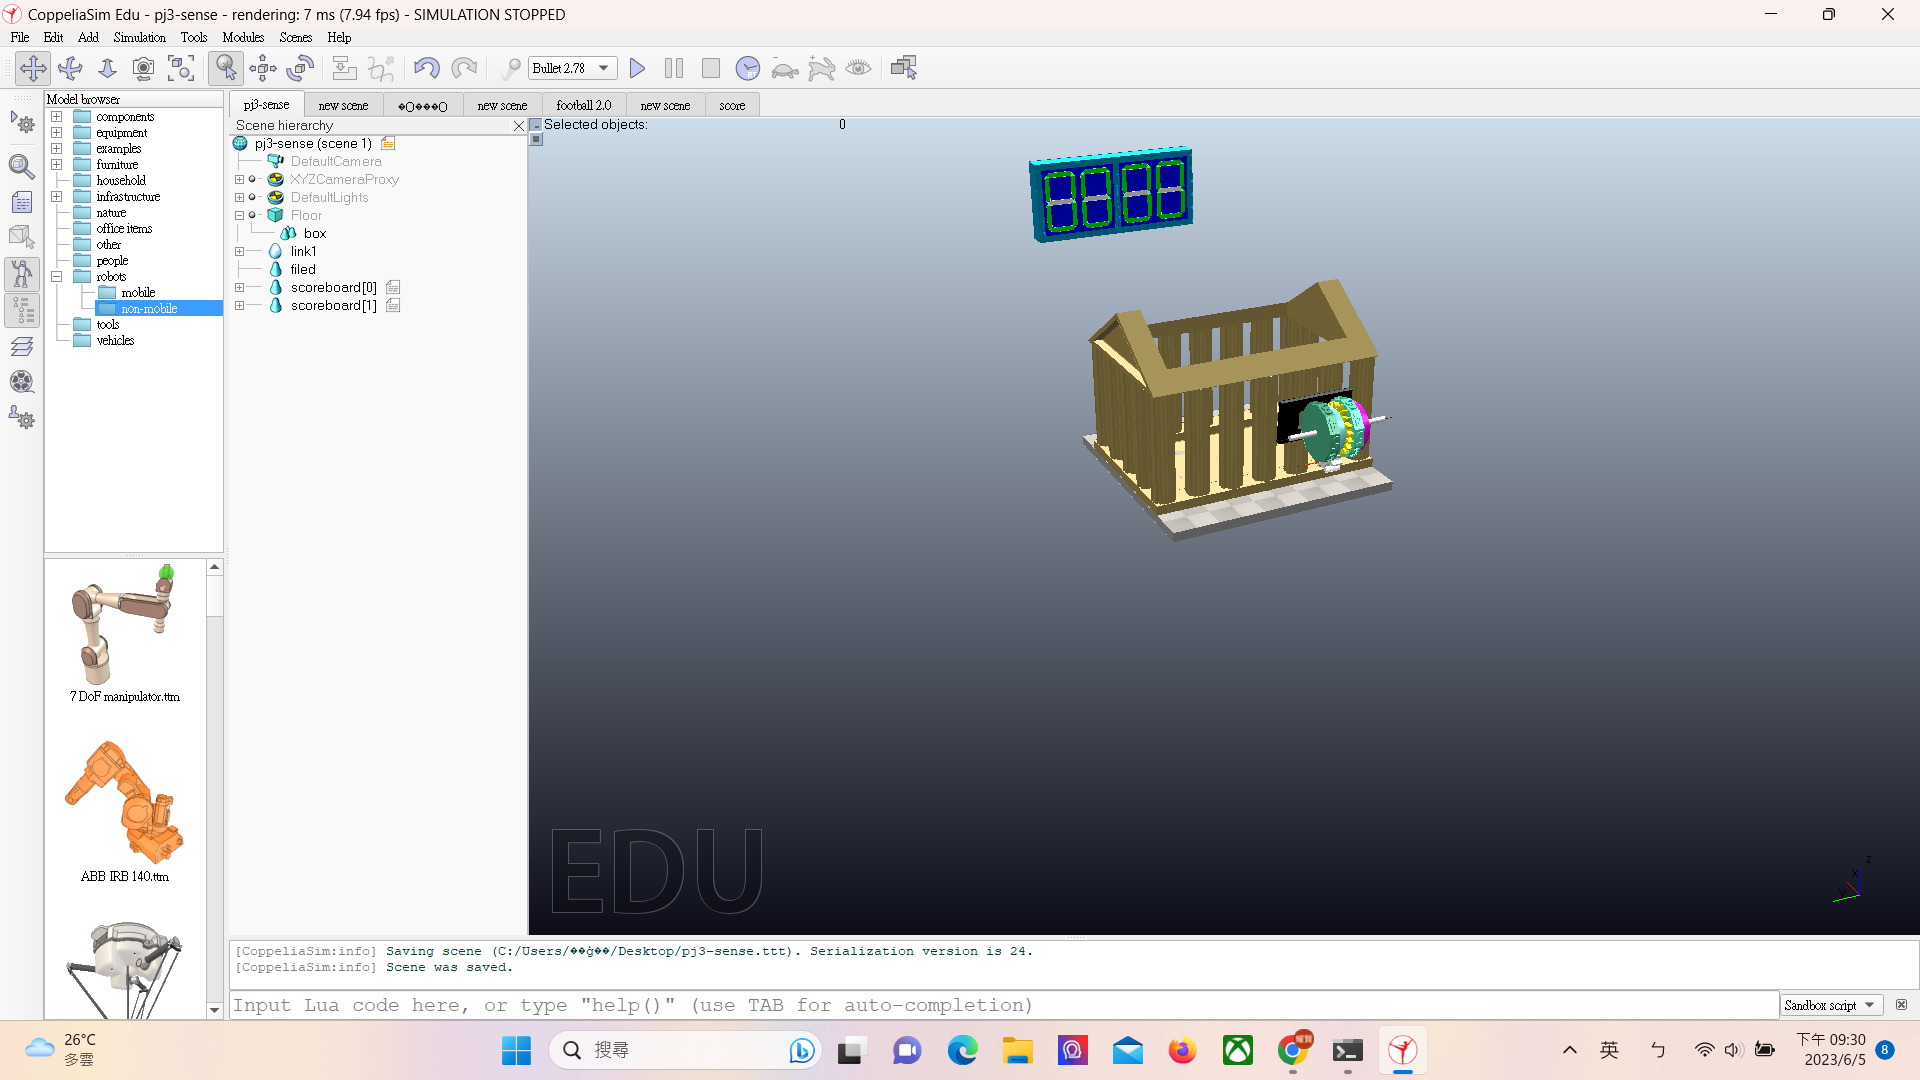 CoppeliaSim Edu - pj3-sense - rendering: 7 ms (7.94 fps) - SIMULATION STOPPED
File Edit Add Simulation Tools Modules Scenes Help
Bullet 2.78
RT
Model browser
components
equipment
examples
furniture
household
infrastructure
nature
office items
other
people
robots
mobile
non-mobile
tools
vehicles
7 DoF manipulator.ttm
ABB IRB 140.ttm
pj3-sense new scene �O���O new scene football 2.0 new scene score
Scene hierarchy
pj3-sense (scene 1)
DefaultCamera
XYZCameraProxy
DefaultLights
Floor
box
link1
filed
scoreboard[0]
scoreboard[1]
Selected objects: 0
EDU
z
x
y
[CoppeliaSim:info] Saving scene (C:/Users/��ģ��/Desktop/pj3-sense.ttt). Serialization version is 24.
[CoppeliaSim:info] Scene was saved.
Input Lua code here, or type "help()" (use TAB for auto-completion)
Sandbox script
26°C
多雲
搜尋
英
ㄅ
下午 09:30
2023/6/5
8